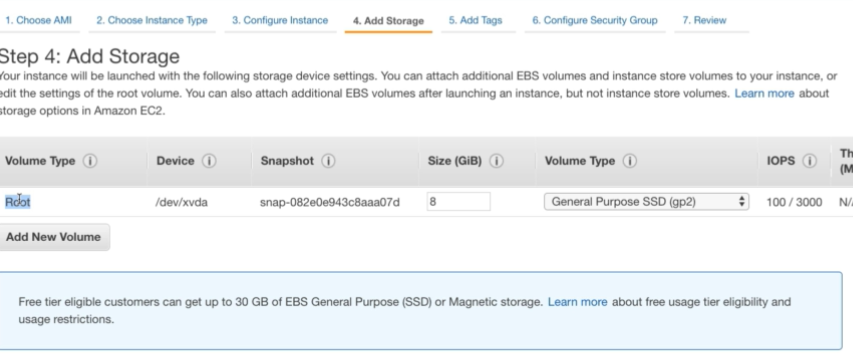 1. Choose AMI 2. Choose Instance Type 3. Configure Instance 4. Add Storage 5. Add Tags 6. Configure Security Group 7. Review
Step 4: Add Storage
Your instance will be launched with the following storage device settings. You can attach additional EBS volumes and instance store volumes to your instance, or
edit the settings of the root volume. You can also attach additional EBS volumes after launching an instance, but not instance store volumes. Learn more about
storage options in Amazon EC2.
Volume Type Device Snapshot Size (GiB) Volume Type IOPS Th
(M
Root /dev/xvda snap-082e0e943c8aaa07d 8 General Purpose SSD (gp2) 100 / 3000 N/
Add New Volume
Free tier eligible customers can get up to 30 GB of EBS General Purpose (SSD) or Magnetic storage. Learn more about free usage tier eligibility and
usage restrictions.